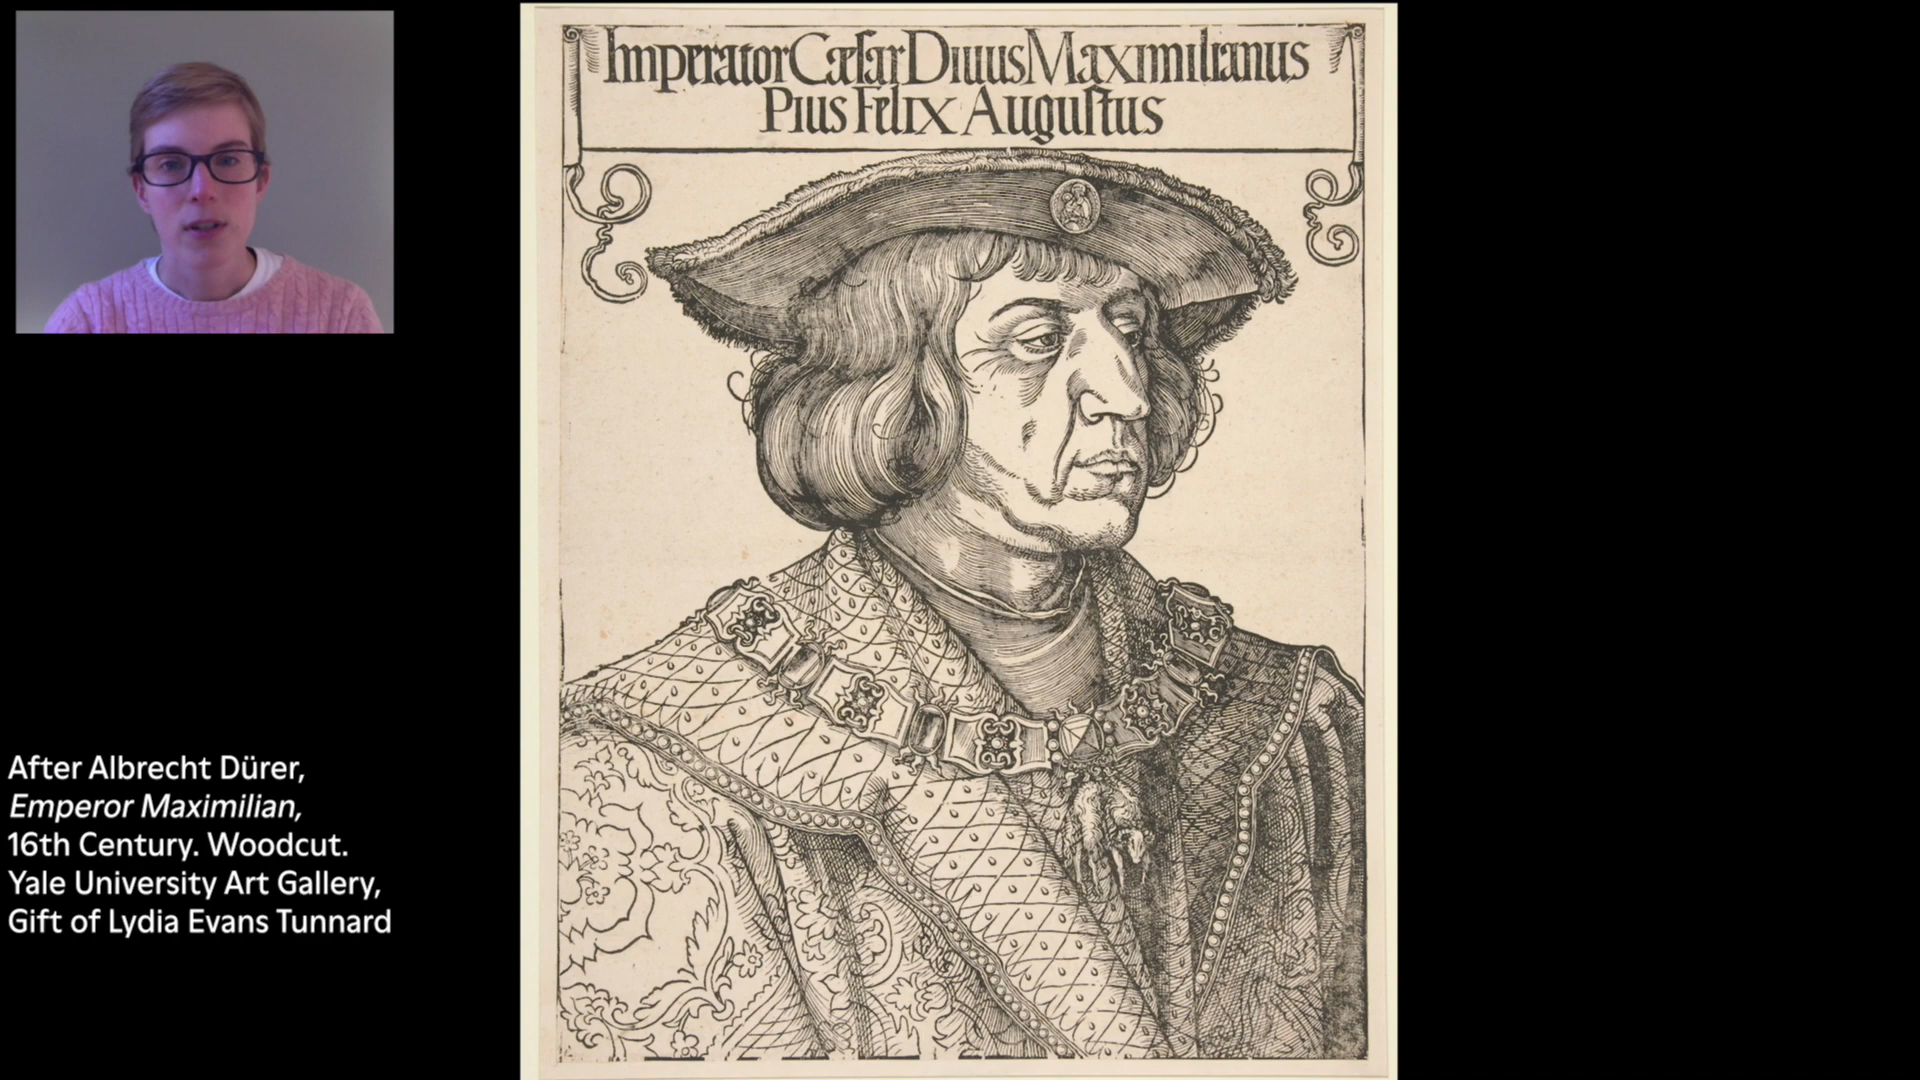 Imperator Cæſar Diuus Maximilianus
Pius Felix Auguſtus
After Albrecht Dürer,
Emperor Maximilian,
16th Century. Woodcut.
Yale University Art Gallery,
Gift of Lydia Evans Tunnard